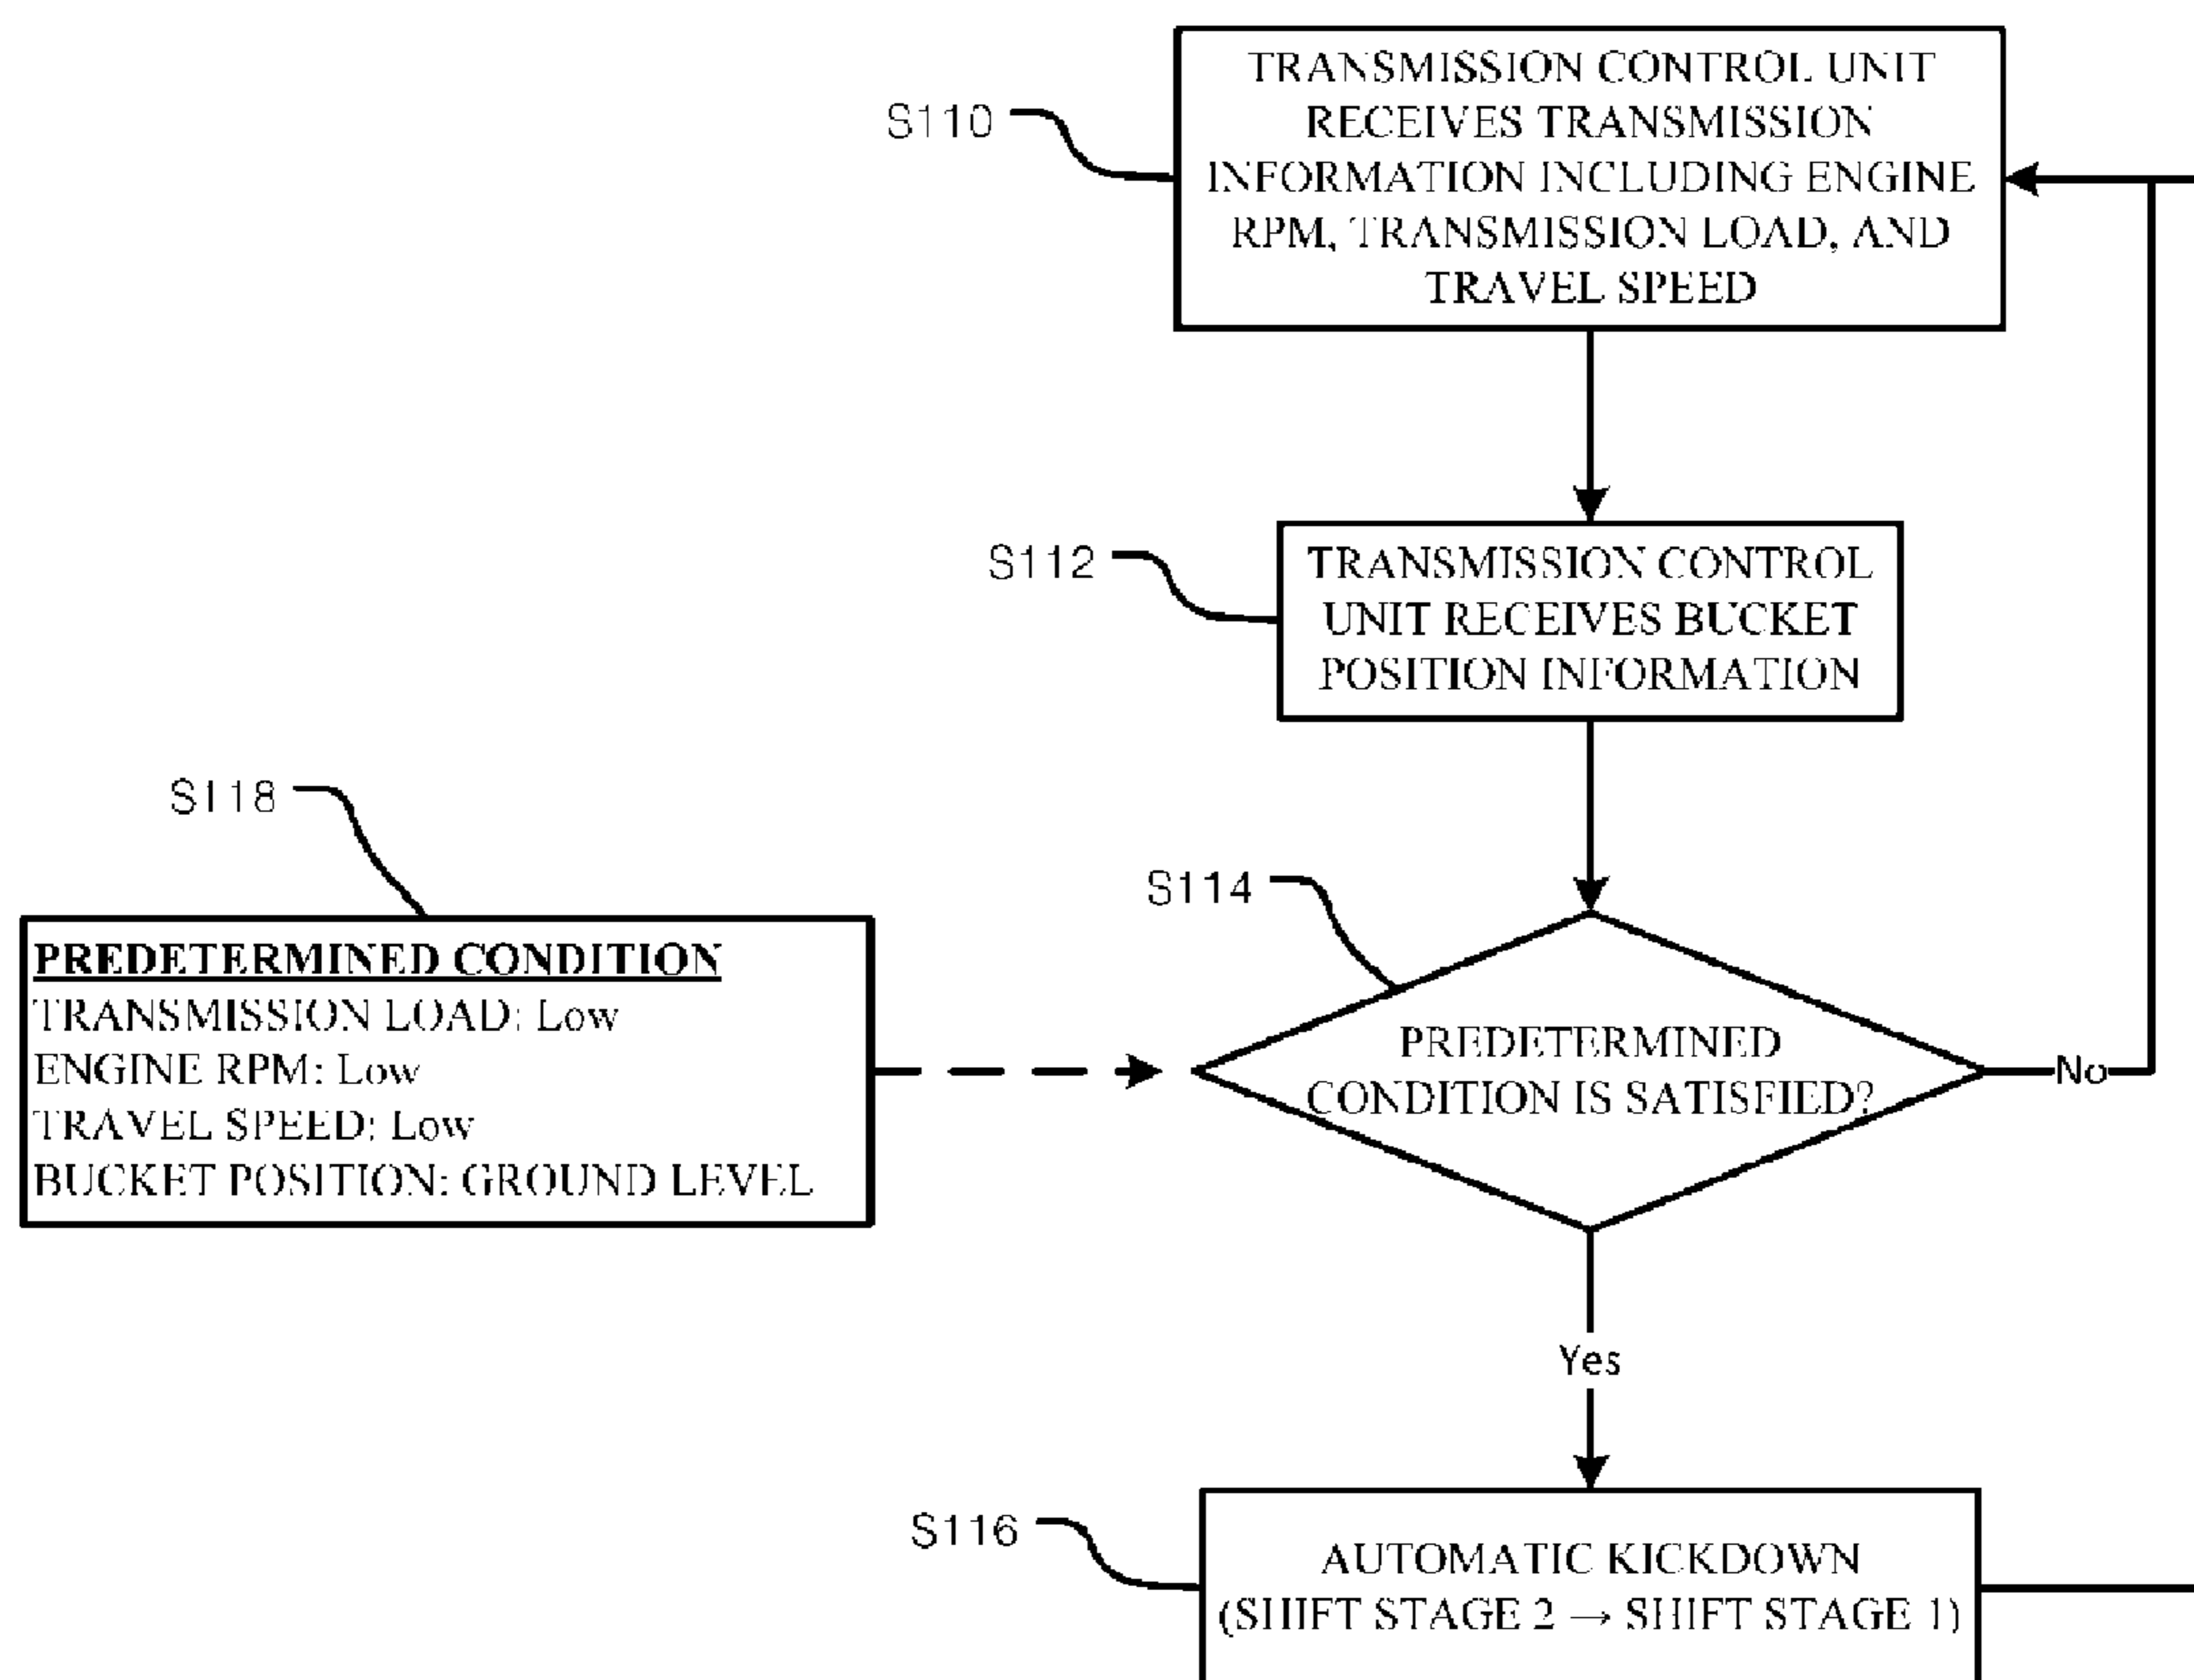 S110
TRANSMISSION CONTROL UNIT
RECEIVES TRANSMISSION
INFORMATION INCLUDING ENGINE
RPM, TRANSMISSION LOAD, AND
TRAVEL SPEED
S112
TRANSMISSION CONTROL
UNIT RECEIVES BUCKET
POSITION INFORMATION
S118
PREDETERMINED CONDITION
TRANSMISSION LOAD: Low
ENGINE RPM: Low
TRAVEL SPEED: Low
BUCKET POSITION: GROUND LEVEL
S114
PREDETERMINED
CONDITION IS SATISFIED?
No
Yes
S116
AUTOMATIC KICKDOWN
(SHIFT STAGE 2 → SHIFT STAGE 1)